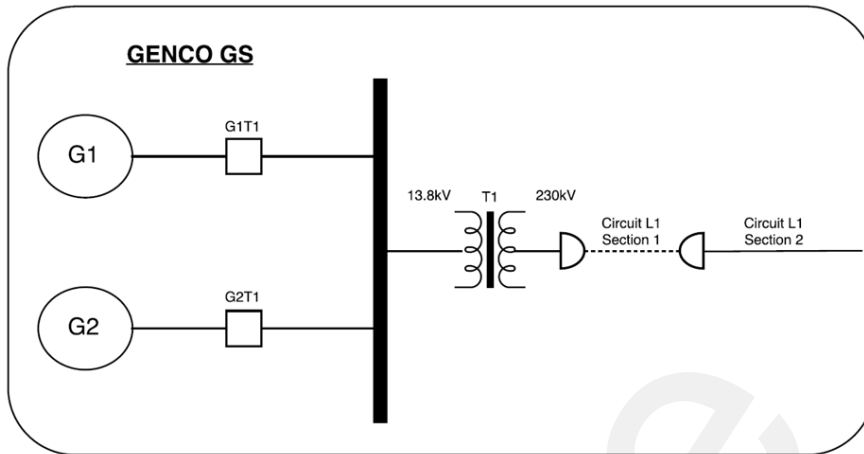 GENCO GS
G1T1
G1
13.8kV
T1
230kV
Circuit L1
Section 1
Circuit L1
Section 2
G2T1
G2